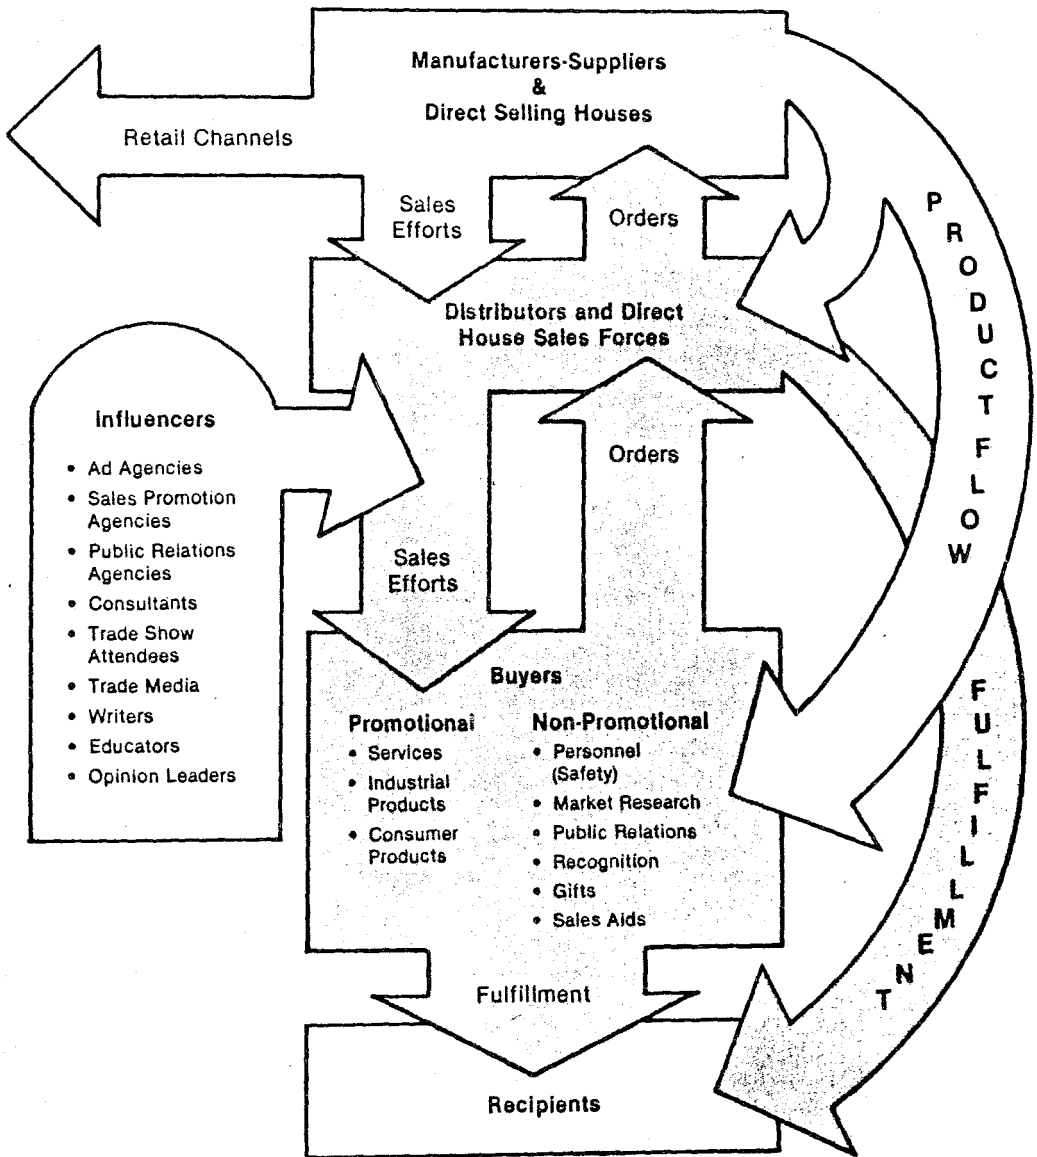 Manufacturers-Suppliers
&
Direct Selling Houses
Retail Channels
Sales
Efforts
Orders
Distributors and Direct
House Sales Forces
PRODUCT FLOW
Influencers
• Ad Agencies
• Sales Promotion
Agencies
• Public Relations
Agencies
• Consultants
• Trade Show
Attendees
• Trade Media
• Writers
• Educators
• Opinion Leaders
Orders
Sales
Efforts
Buyers
Promotional
• Services
• Industrial
Products
• Consumer
Products
Non-Promotional
• Personnel
(Safety)
• Market Research
• Public Relations
• Recognition
• Gifts
• Sales Aids
FULFILLMENT
Fulfillment
Recipients